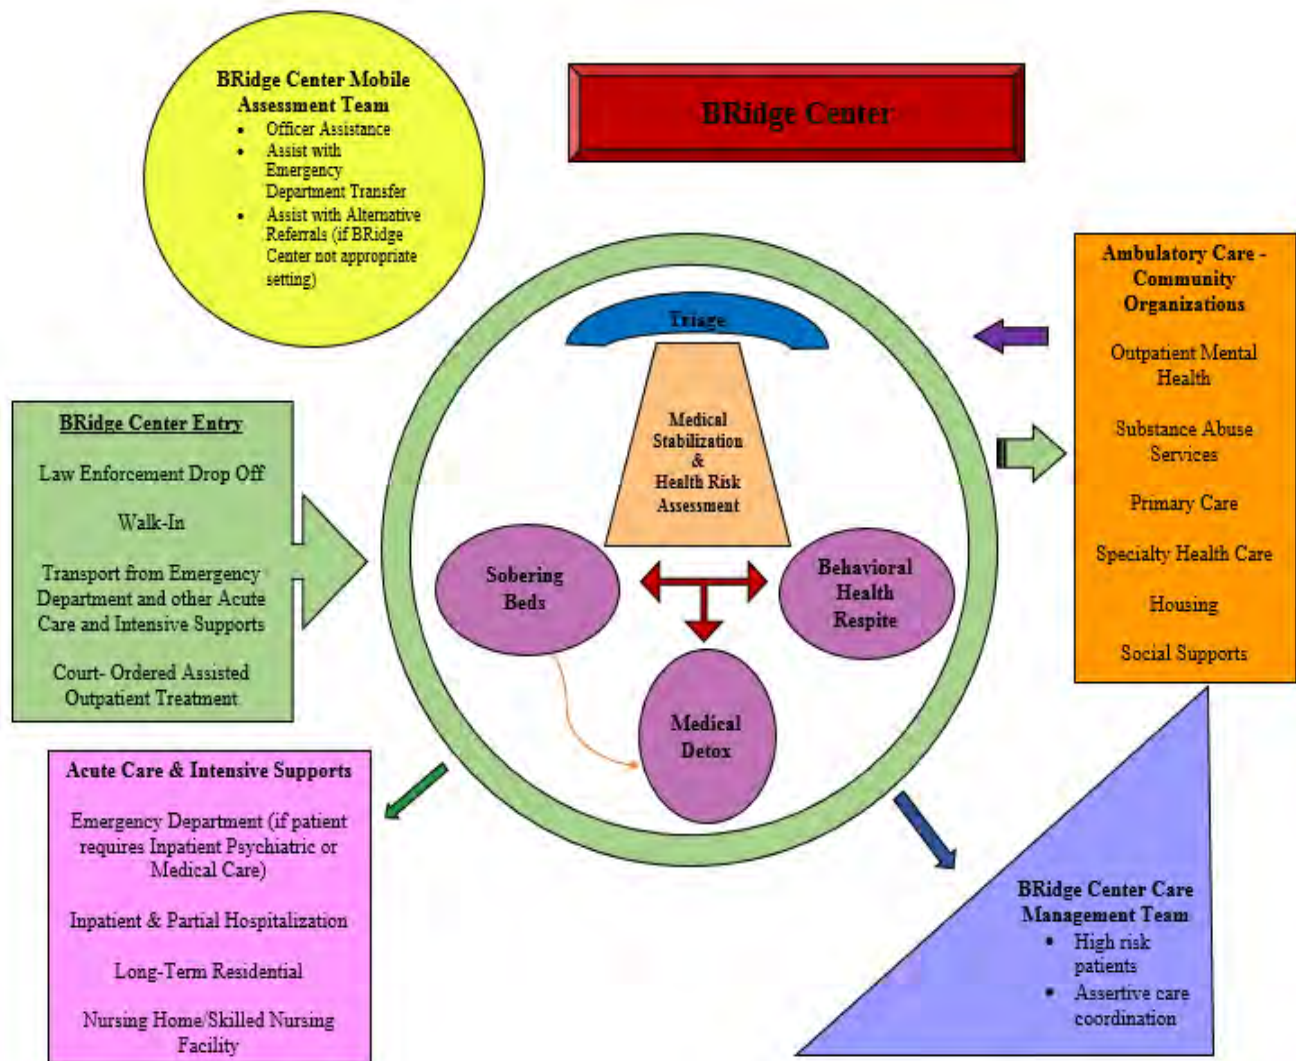 BRidge Center Mobile
Assessment Team
• Officer Assistance
• Assist with
Emergency
Department Transfer
• Assist with Alternative
Referrals (if BRidge
Center not appropriate
setting)
BRidge Center
Triage
Medical
Stabilization
&
Health Risk
Assessment
Sobering
Beds
Behavioral
Health
Respite
Medical
Detox
BRidge Center Entry
Law Enforcement Drop Off
Walk-In
Transport from Emergency
Department and other Acute
Care and Intensive Supports
Court- Ordered Assisted
Outpatient Treatment
Ambulatory Care -
Community
Organizations
Outpatient Mental
Health
Substance Abuse
Services
Primary Care
Specialty Health Care
Housing
Social Supports
Acute Care & Intensive Supports
Emergency Department (if patient
requires Inpatient Psychiatric or
Medical Care)
Inpatient & Partial Hospitalization
Long-Term Residential
Nursing Home/Skilled Nursing
Facility
BRidge Center Care
Management Team
• High risk
patients
• Assertive care
coordination